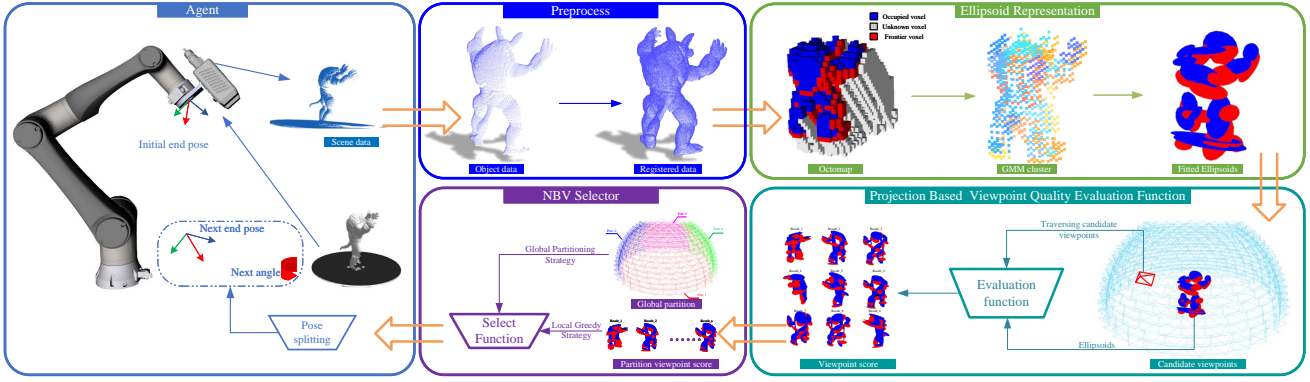 Agent
Initial end pose
Scene data
Next end pose
Next angle
Pose
splitting
Preprocess
Object data
Registered data
Ellipsoid Representation
Occupied voxel
Unknown voxel
Frontier voxel
Octomap
GMM cluster
Fitted Ellipsoids
NBV Selector
Global Partitioning
Strategy
Global partition
Select
Function
Local Greedy
Strategy
Partition viewpoint score
Projection Based Viewpoint Quality Evaluation Function
Traversing candidate
viewpoints
Evaluation
function
Ellipsoids
Viewpoint score
Candidate viewpoints